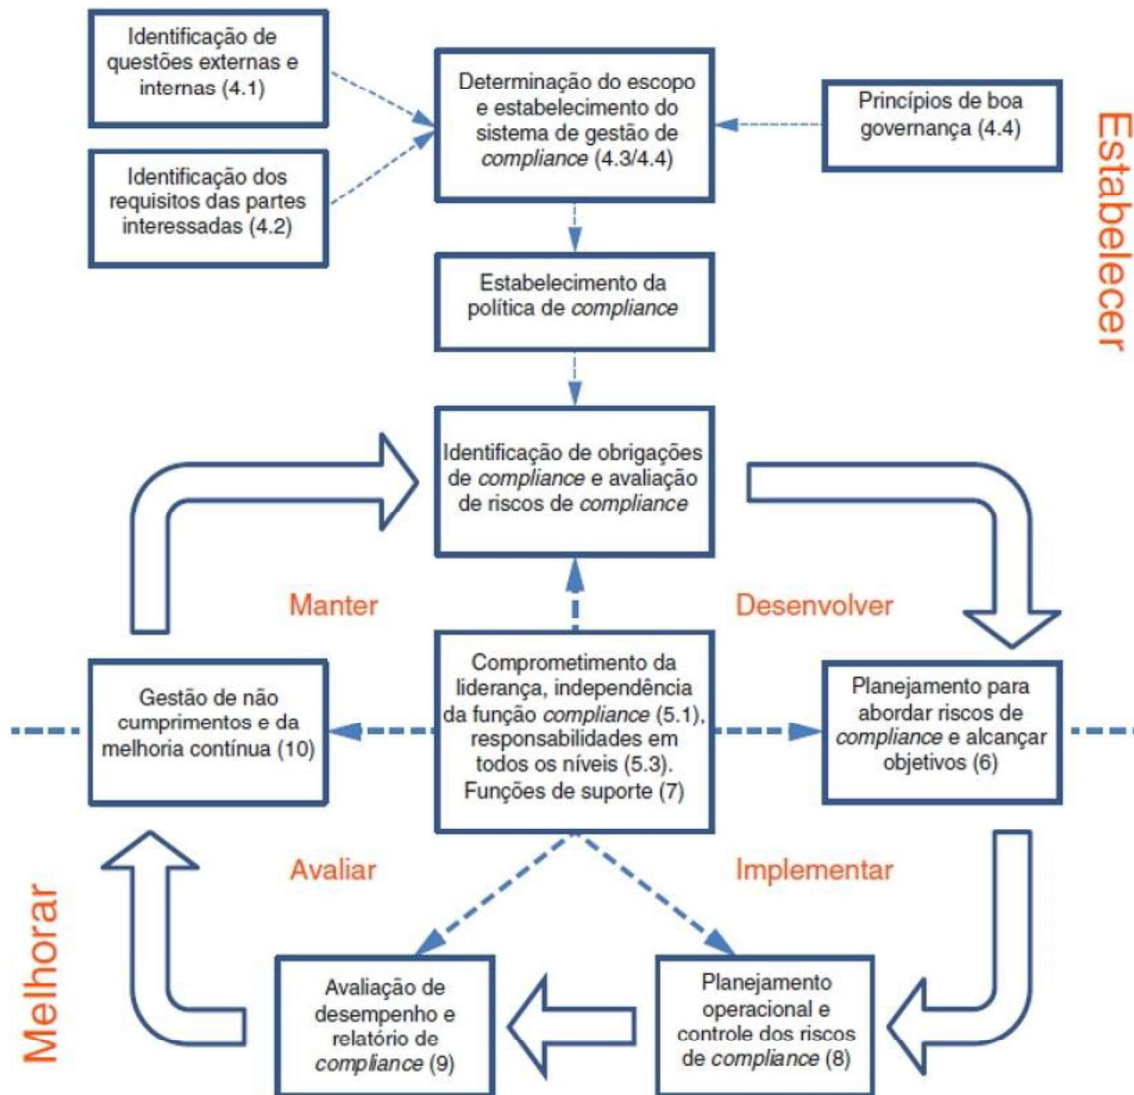 Identificação de
questões externas e
internas (4.1)
Determinação do escopo
e estabelecimento do
sistema de gestão de
compliance (4.3/4.4)
Princípios de boa
governança (4.4)
Identificação dos
requisitos das partes
interessadas (4.2)
Estabelecer
Estabelecimento da
política de compliance
Identificação de obrigações
de compliance e avaliação
de riscos de compliance
Manter
Desenvolver
Gestão de não
cumprimentos e da
melhoria contínua (10)
Comprometimento da
liderança, independência
da função compliance (5.1),
responsabilidades em
todos os níveis (5.3).
Funções de suporte (7)
Planejamento para
abordar riscos de
compliance e alcançar
objetivos (6)
Avaliar
Implementar
Melhorar
Avaliação de
desempenho e
relatório de
compliance (9)
Planejamento
operacional e
controle dos riscos
de compliance (8)